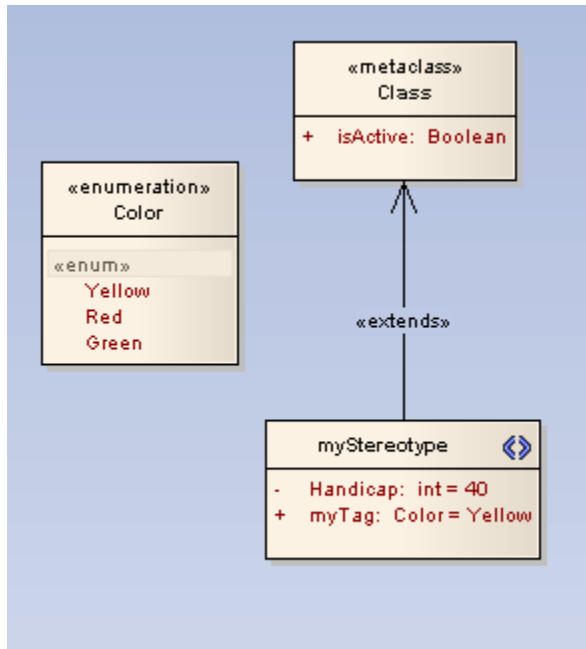 «metaclass»
Class
+ isActive: Boolean
«enumeration»
Color
«enum»
Yellow
Red
Green
«extends»
myStereotype
- Handicap: int = 40
+ myTag: Color = Yellow